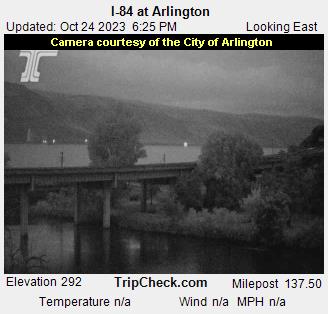 I-84 at Arlington
Updated: Oct 24 2023 6:25 PM Looking East
Camera courtesy of the City of Arlington
Elevation 292 TripCheck.com Milepost 137.50
Temperature n/a Wind n/a MPH n/a